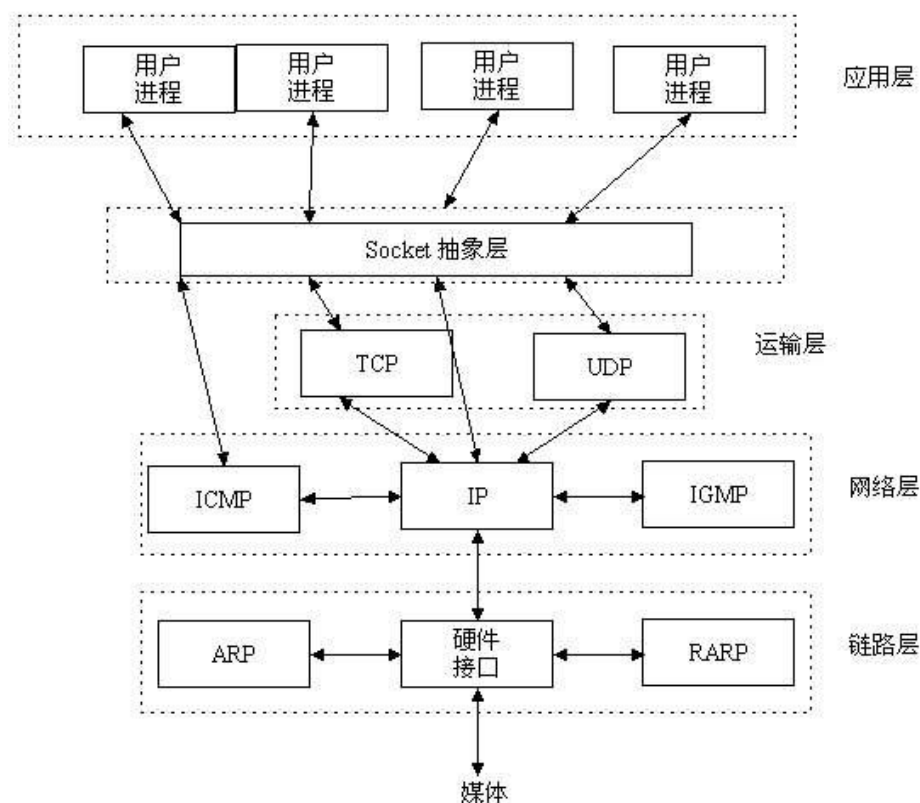 用户
进程
用户
进程
用户
进程
用户
进程
应用层
Socket 抽象层
TCP
UDP
运输层
ICMP
IP
IGMP
网络层
ARP
硬件
接口
RARP
链路层
媒体